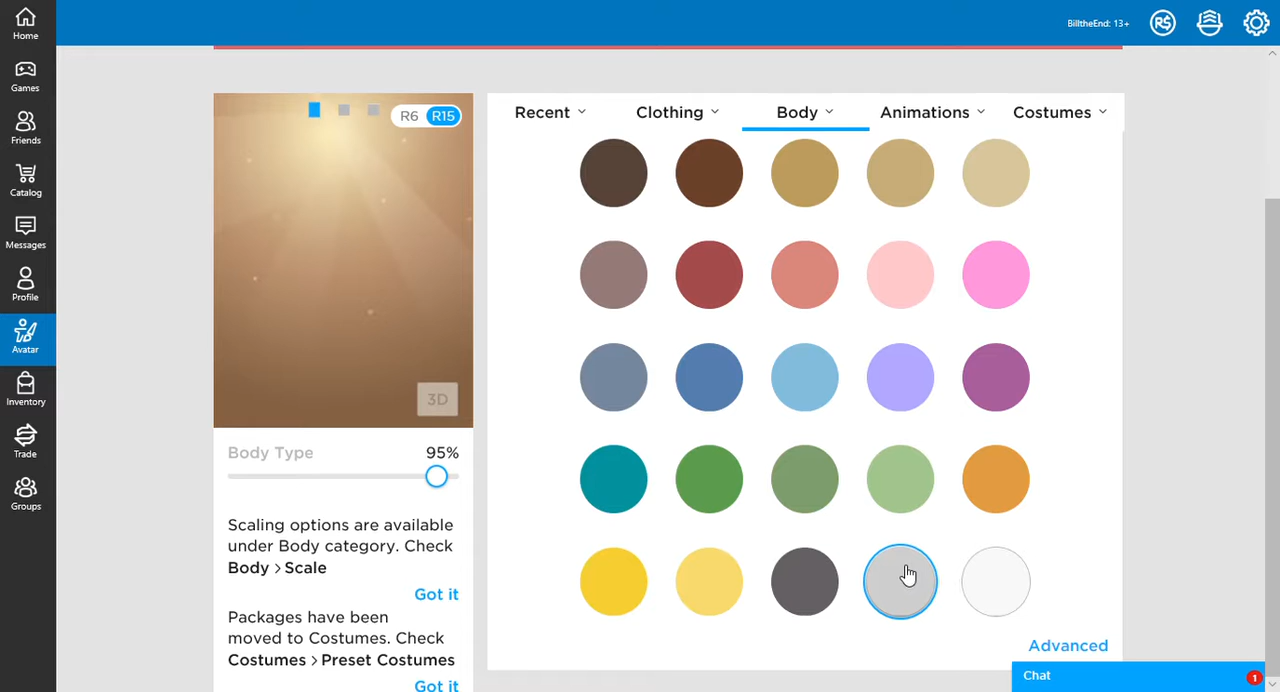 BilltheEnd: 13+
Home
Games
Friends
Catalog
Messages
Profile
Avatar
Inventory
Trade
Groups
R6 R15
3D
Body Type 95%
Scaling options are available
under Body category. Check
Body > Scale
Got it
Packages have been
moved to Costumes. Check
Costumes > Preset Costumes
Got it
Recent Clothing Body Animations Costumes
Advanced
Chat 1